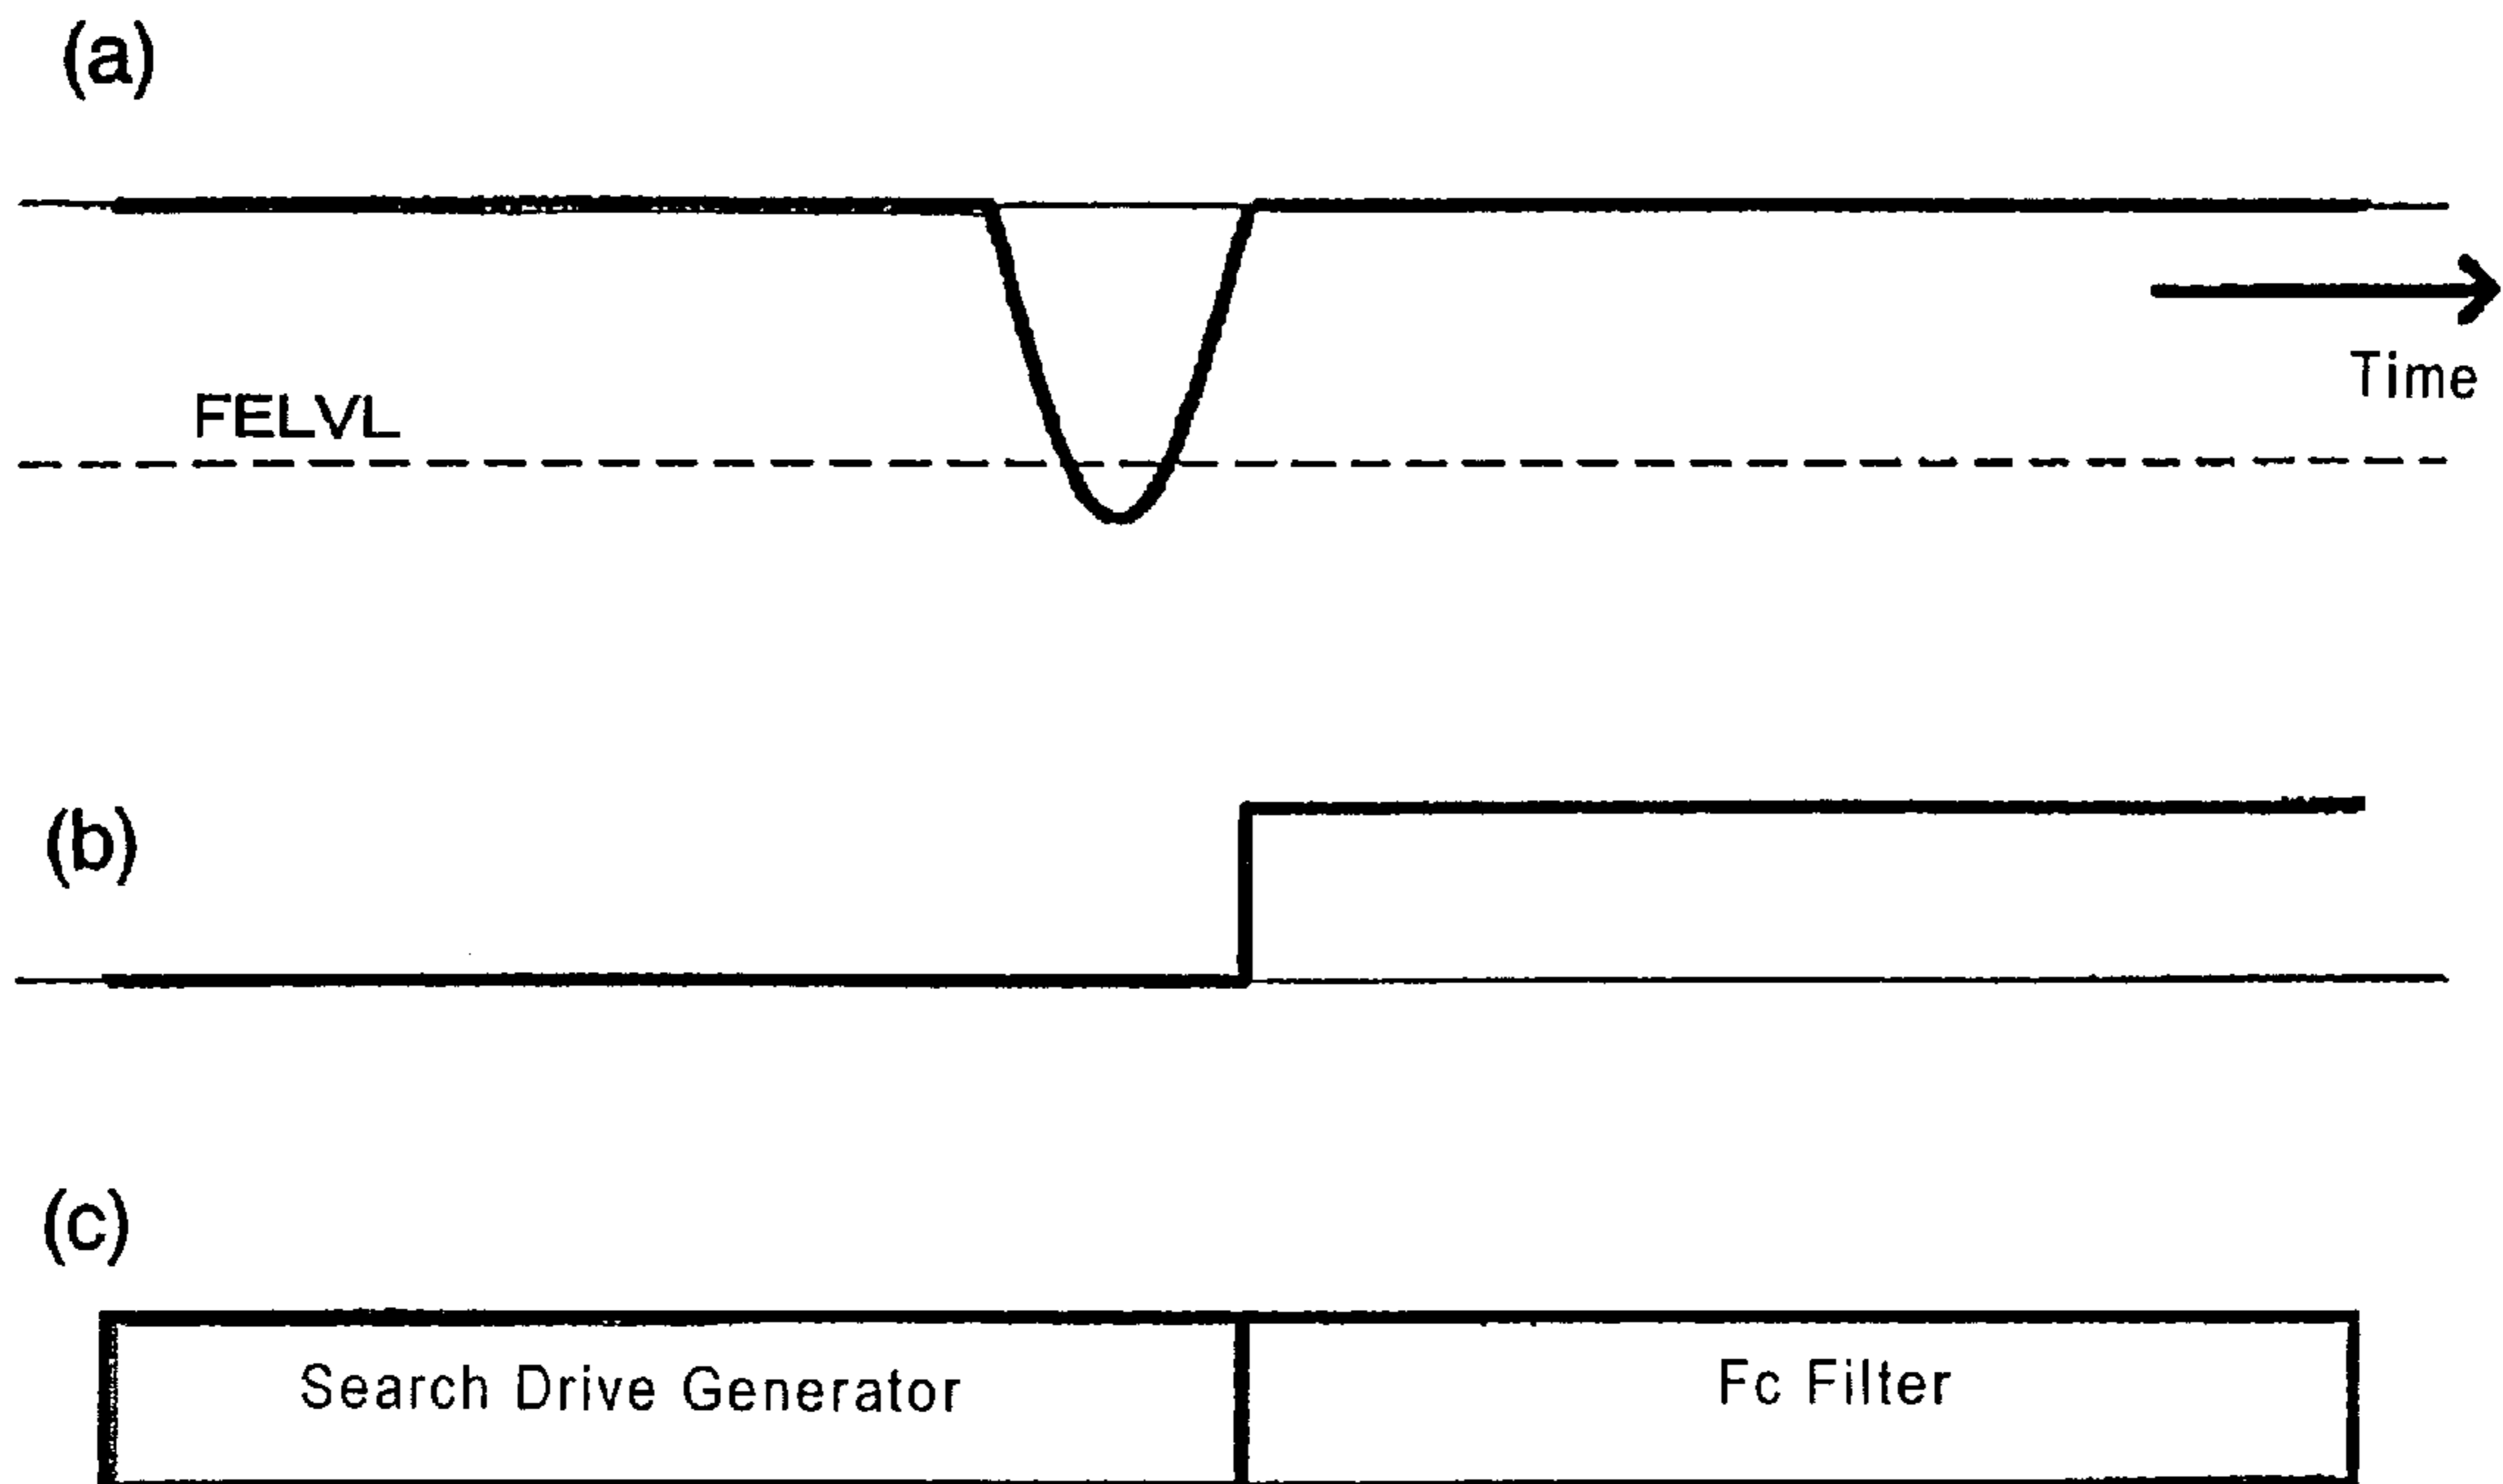 (a)
Time
FELVL
(b)
(c)
Search Drive Generator
Fc Filter